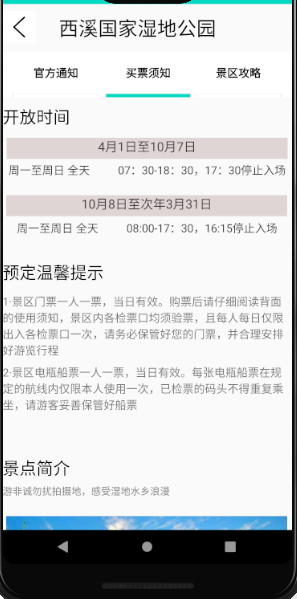 西溪国家湿地公园
官方通知 买票须知 景区攻略
开放时间
4月1日至10月7日
周一至周日 全天 07：30-18：30，17：30停止入场
10月8日至次年3月31日
周一至周日 全天 08:00-17：30，16:15停止入场
预定温馨提示
1·景区门票一人一票，当日有效。购票后请仔细阅读背面
的使用须知，景区内各检票口均须验票，且每人每日仅限
出入各检票口一次，请务必保管好您的门票，并合理安排
好游览行程
2·景区电瓶船票一人一票，当日有效。每张电瓶船票在规
定的航线内仅限本人使用一次，已检票的码头不得重复乘
坐，请游客妥善保管好船票
景点简介
游非诚勿扰拍摄地，感受湿地水乡浪漫